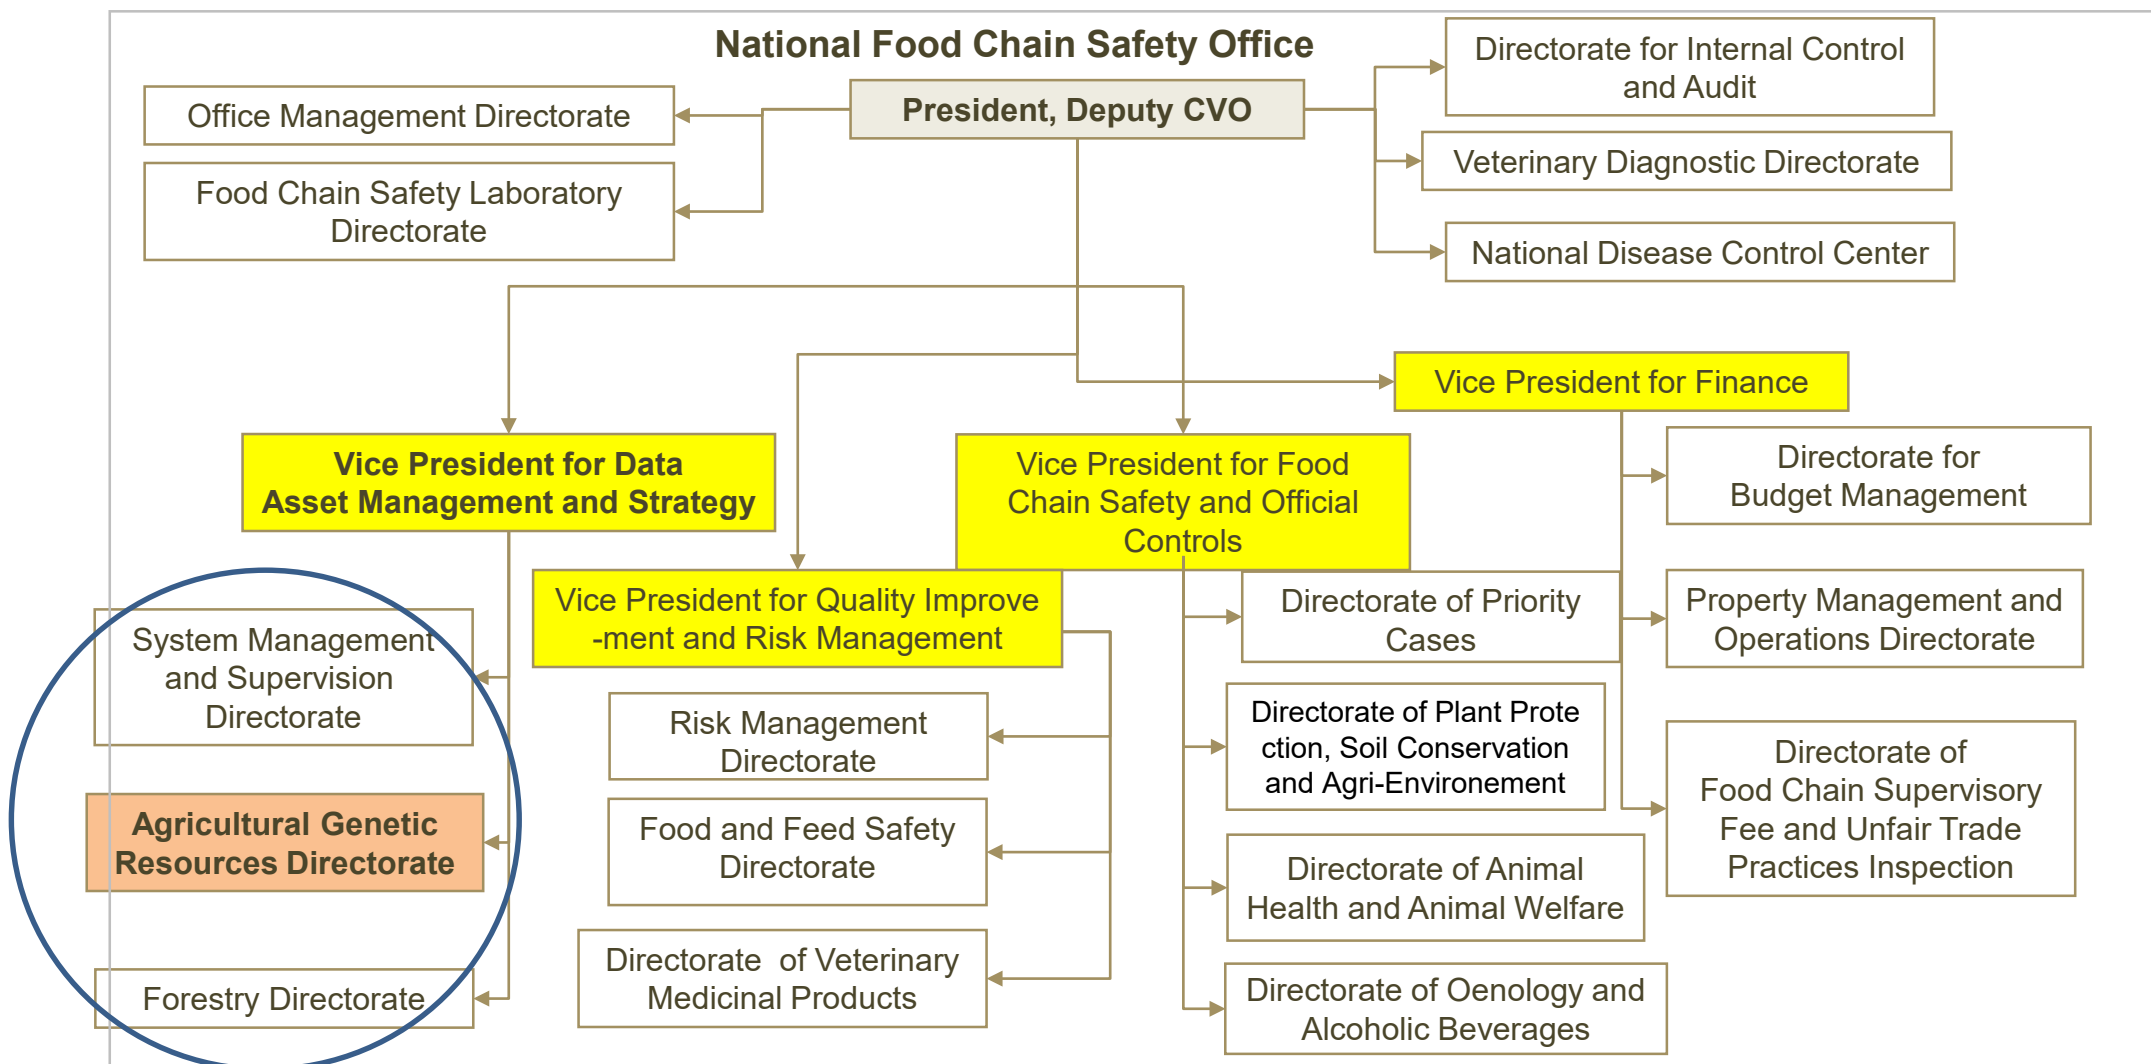 National Food Chain Safety Office
President, Deputy CVO
Office Management Directorate
Food Chain Safety Laboratory
Directorate
Directorate for Internal Control
and Audit
Veterinary Diagnostic Directorate
National Disease Control Center
Vice President for Data
Asset Management and Strategy
System Management
and Supervision
Directorate
Agricultural Genetic
Resources Directorate
Forestry Directorate
Vice President for Quality Improve
-ment and Risk Management
Risk Management
Directorate
Food and Feed Safety
Directorate
Directorate of Veterinary
Medicinal Products
Vice President for Food
Chain Safety and Official
Controls
Directorate of Priority
Cases
Directorate of Plant Prote
ction, Soil Conservation
and Agri-Environement
Directorate of Animal
Health and Animal Welfare
Directorate of Oenology and
Alcoholic Beverages
Vice President for Finance
Directorate for
Budget Management
Property Management and
Operations Directorate
Directorate of
Food Chain Supervisory
Fee and Unfair Trade
Practices Inspection